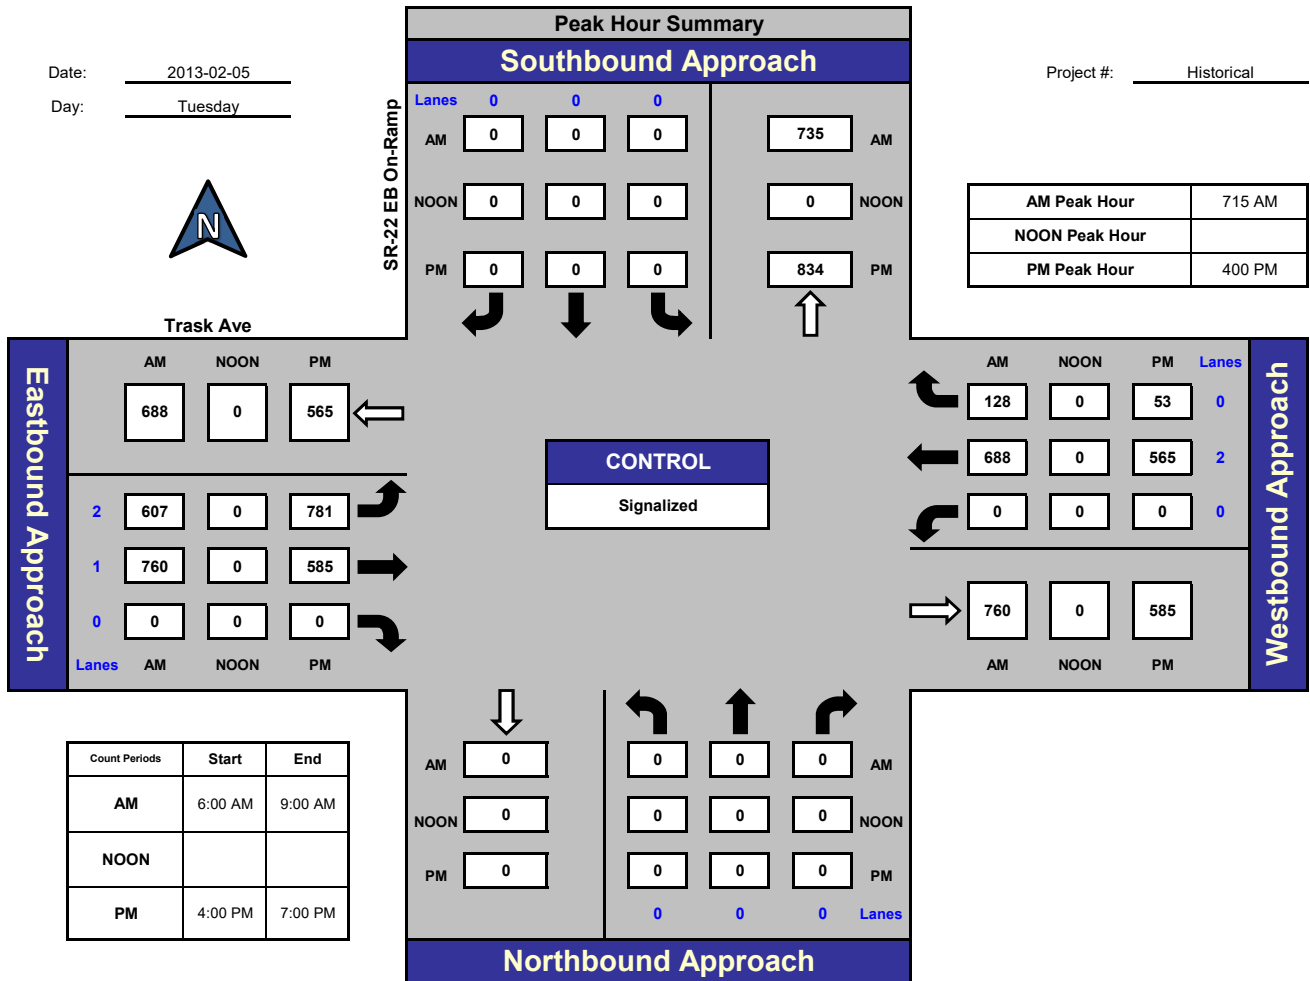 Peak Hour Summary
Southbound Approach
Date: 2013-02-05
Project #: Historical
Day: Tuesday
SR-22 EB On-Ramp
Lanes 0 0 0
AM 0 0 0 735 AM
NOON 0 0 0 0 NOON
PM 0 0 0 834 PM
N
AM Peak Hour 715 AM
NOON Peak Hour
PM Peak Hour 400 PM
Trask Ave
Eastbound Approach
AM NOON PM
688 0 565
2 607 0 781
1 760 0 585
0 0 0 0
Lanes AM NOON PM
CONTROL
Signalized
AM NOON PM Lanes
128 0 53 0
688 0 565 2
0 0 0 0
760 0 585
AM NOON PM
Westbound Approach
Count Periods Start End
AM 6:00 AM 9:00 AM
NOON
PM 4:00 PM 7:00 PM
AM 0 0 0 0 AM
NOON 0 0 0 0 NOON
PM 0 0 0 0 PM
0 0 0 Lanes
Northbound Approach